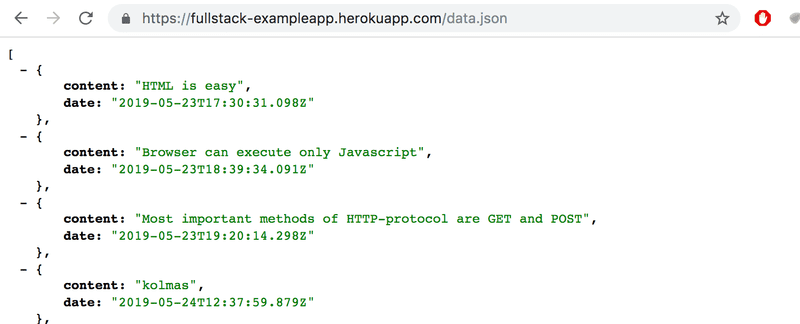 https://fullstack-exampleapp.herokuapp.com/data.json
[
- {
content: "HTML is easy",
date: "2019-05-23T17:30:31.098Z"
},
- {
content: "Browser can execute only Javascript",
date: "2019-05-23T18:39:34.091Z"
},
- {
content: "Most important methods of HTTP-protocol are GET and POST",
date: "2019-05-23T19:20:14.298Z"
},
- {
content: "kolmas",
date: "2019-05-24T12:37:59.879Z"
},